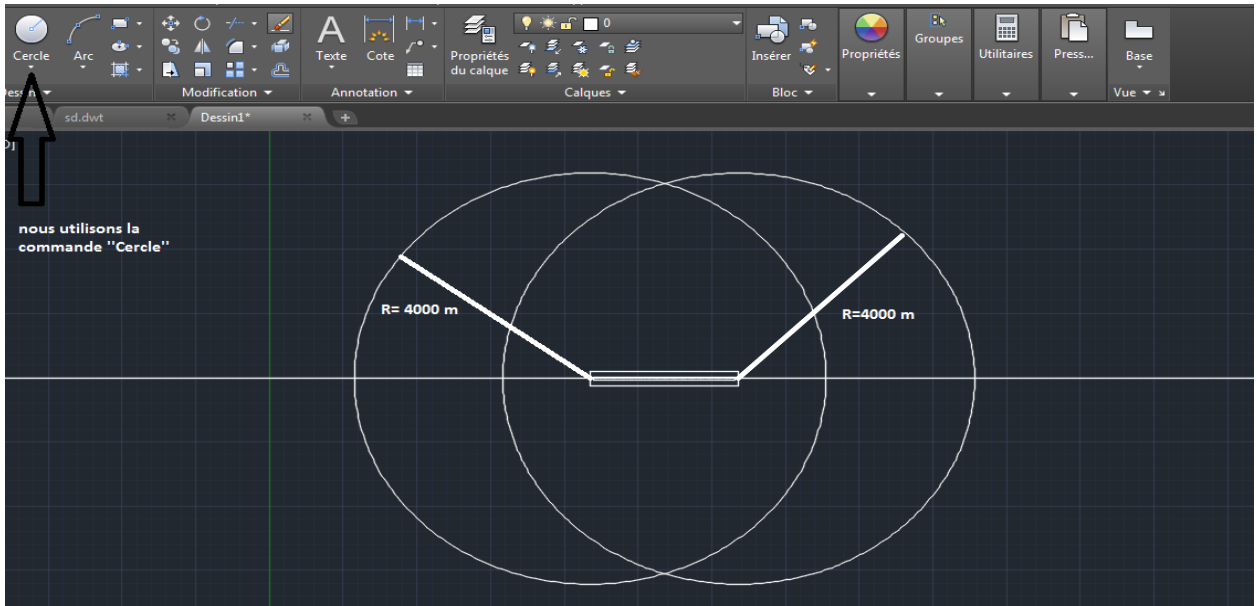 Cercle
Arc
Texte
Cote
Propriétés
du calque
0
Insérer
Propriétés
Groupes
Utilitaires
Press...
Base
Modification
Annotation
Calques
Bloc
Vue
sd.dwt
Dessin1*
nous utilisons la
commande "Cercle"
R= 4000 m
R=4000 m